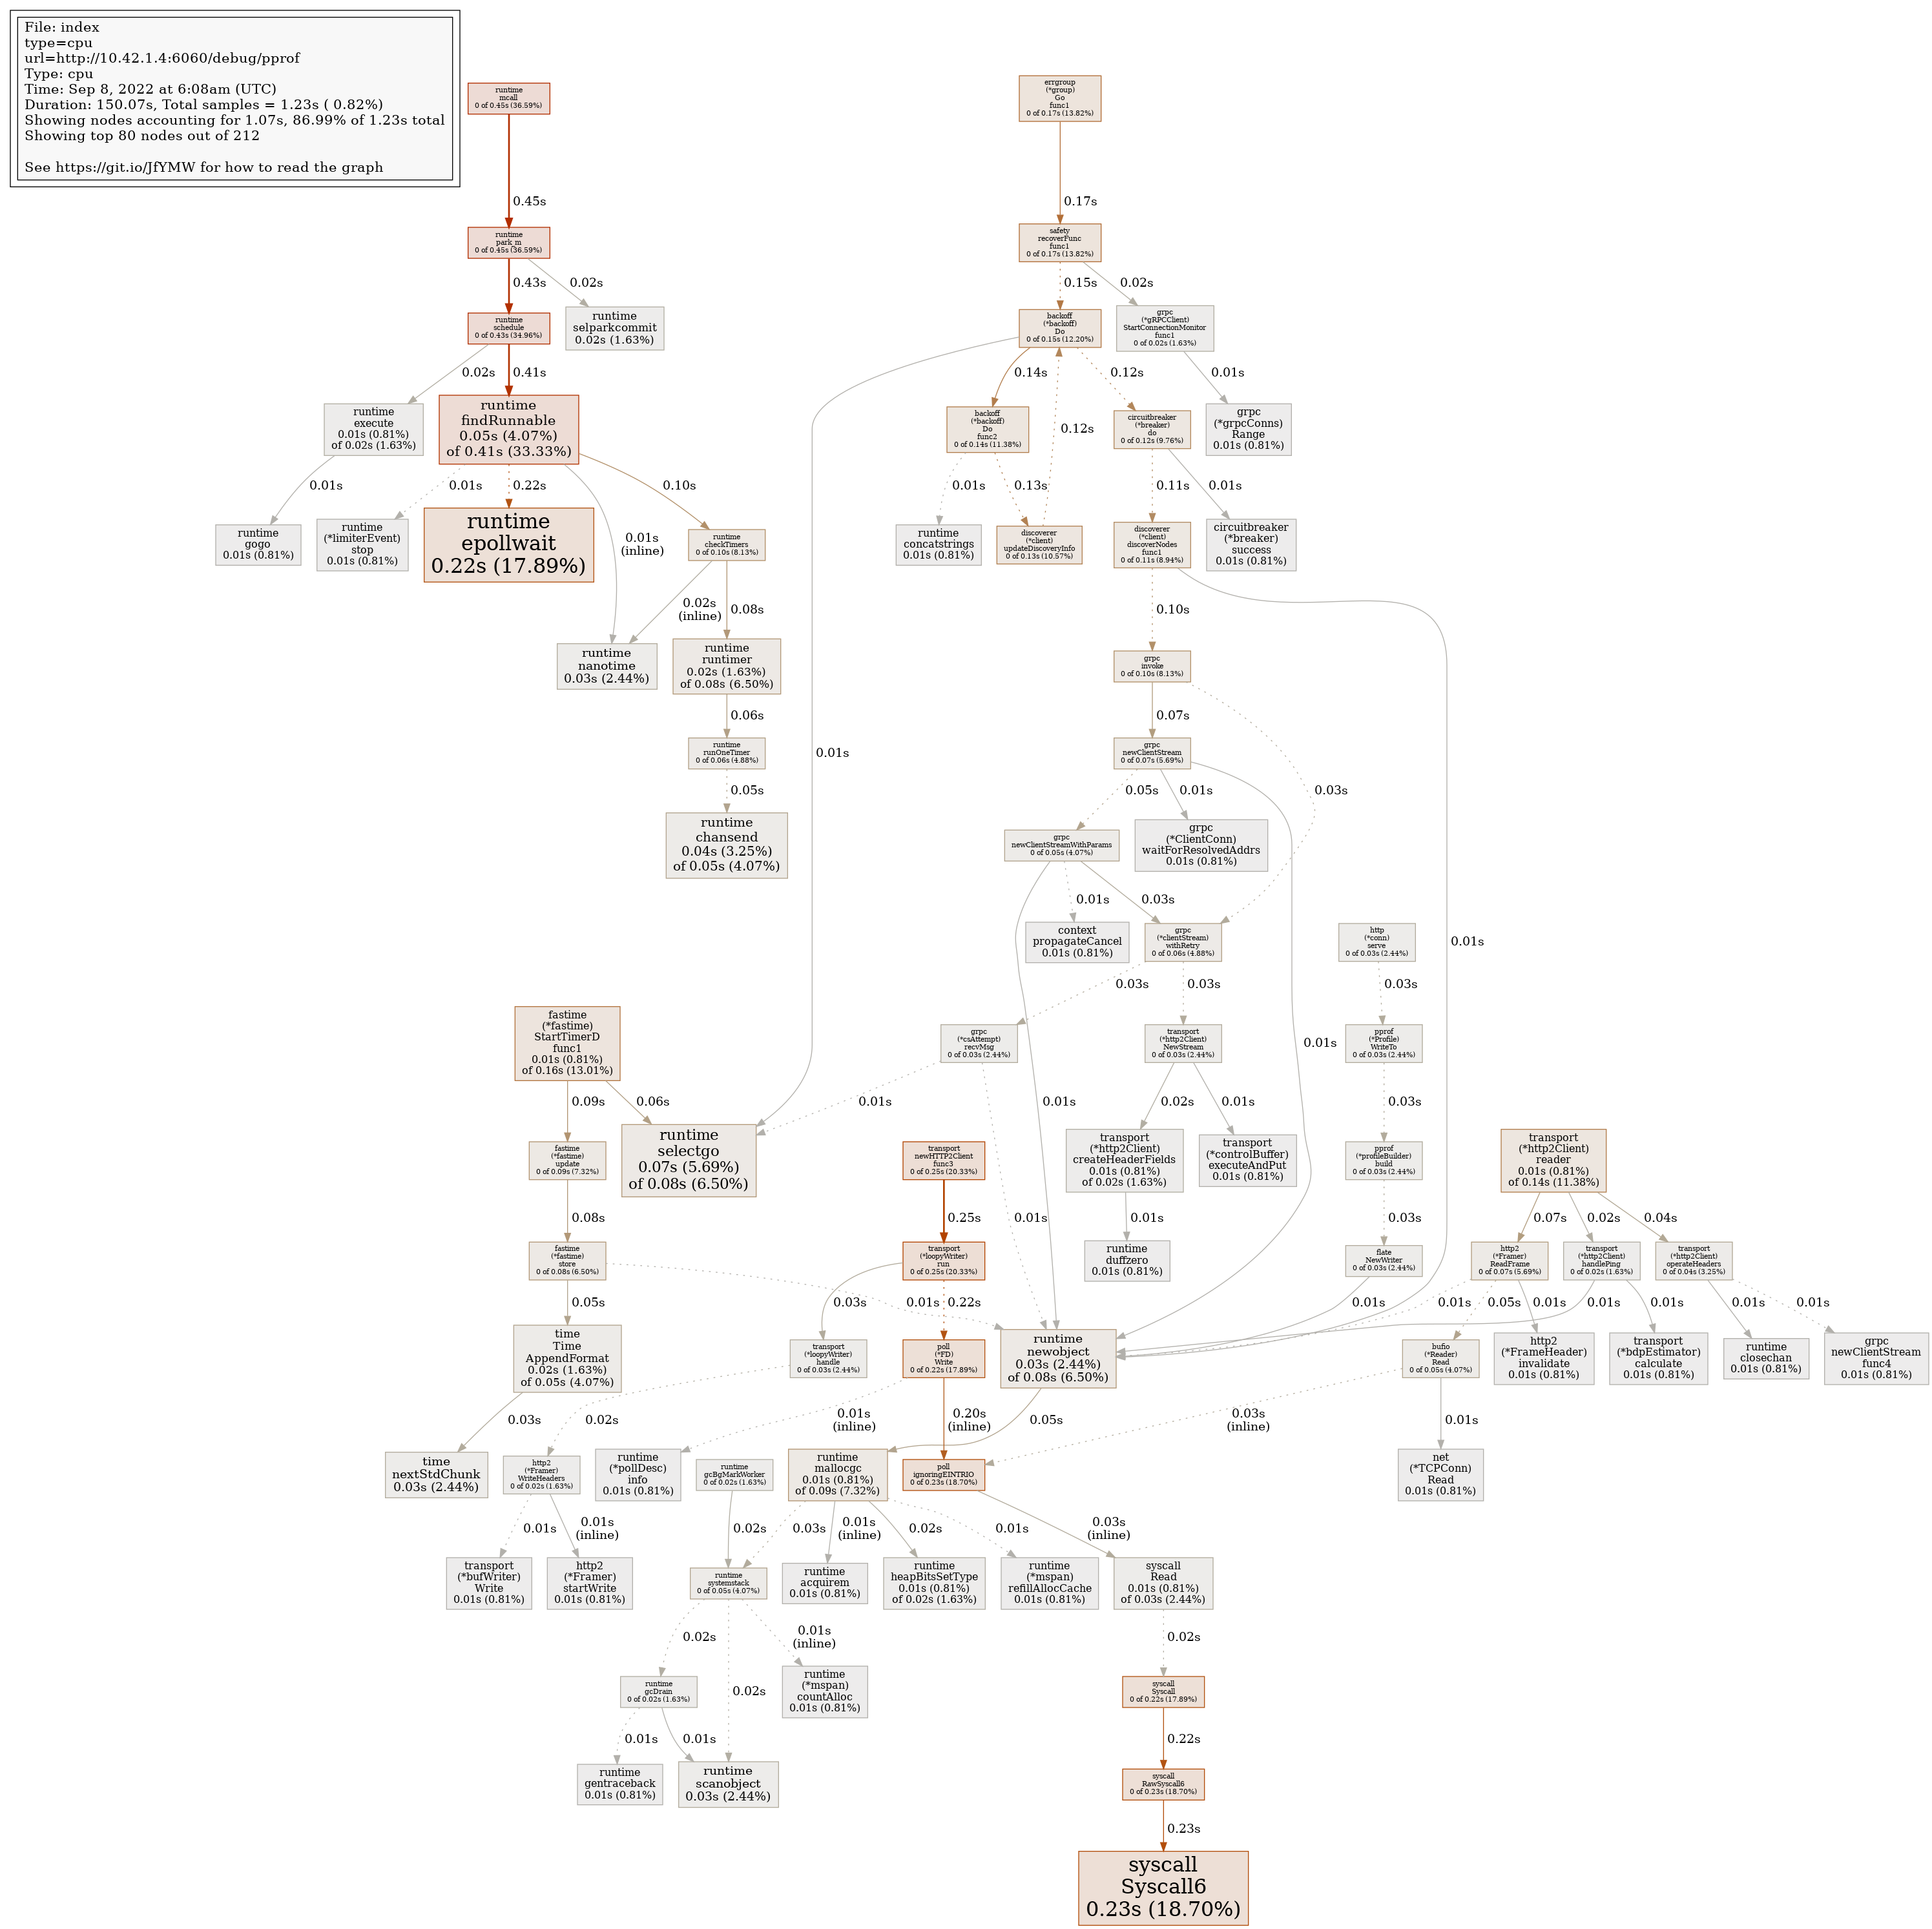 File: index
type=cpu
url=http://10.42.1.4:6060/debug/pprof
Type: cpu
Time: Sep 8, 2022 at 6:08am (UTC)
Duration: 150.07s, Total samples = 1.23s ( 0.82%)
Showing nodes accounting for 1.07s, 86.99% of 1.23s total
Showing top 80 nodes out of 212
See https://git.io/JfYMW for how to read the graph
runtime
mcall
0 of 0.45s (36.59%)
errgroup
(*group)
Go
func1
0 of 0.17s (13.82%)
0.45s
0.17s
runtime
park_m
0 of 0.45s (36.59%)
safety
recoverFunc
func1
0 of 0.17s (13.82%)
0.43s
0.02s
0.15s
0.02s
runtime
schedule
0 of 0.43s (34.96%)
runtime
selparkcommit
0.02s (1.63%)
backoff
(*backoff)
Do
0 of 0.15s (12.20%)
grpc
(*gRPCClient)
StartConnectionMonitor
func1
0 of 0.02s (1.63%)
0.02s
0.41s
0.14s
0.12s
0.01s
runtime
execute
0.01s (0.81%)
of 0.02s (1.63%)
runtime
findRunnable
0.05s (4.07%)
of 0.41s (33.33%)
backoff
(*backoff)
Do
func2
0 of 0.14s (11.38%)
0.12s
circuitbreaker
(*breaker)
do
0 of 0.12s (9.76%)
grpc
(*grpcConns)
Range
0.01s (0.81%)
0.01s
0.01s
0.22s
0.10s
0.01s
0.13s
0.11s
0.01s
runtime
gogo
0.01s (0.81%)
runtime
(*limiterEvent)
stop
0.01s (0.81%)
runtime
epollwait
0.22s (17.89%)
0.01s
(inline)
runtime
checkTimers
0 of 0.10s (8.13%)
runtime
concatstrings
0.01s (0.81%)
discoverer
(*client)
updateDiscoveryInfo
0 of 0.13s (10.57%)
discoverer
(*client)
discoverNodes
func1
0 of 0.11s (8.94%)
circuitbreaker
(*breaker)
success
0.01s (0.81%)
0.02s
(inline)
0.08s
0.10s
runtime
nanotime
0.03s (2.44%)
runtime
runtimer
0.02s (1.63%)
of 0.08s (6.50%)
grpc
invoke
0 of 0.10s (8.13%)
0.06s
0.07s
runtime
runOneTimer
0 of 0.06s (4.88%)
0.01s
grpc
newClientStream
0 of 0.07s (5.69%)
0.05s
0.05s
0.01s
0.03s
runtime
chansend
0.04s (3.25%)
of 0.05s (4.07%)
grpc
newClientStreamWithParams
0 of 0.05s (4.07%)
grpc
(*ClientConn)
waitForResolvedAddrs
0.01s (0.81%)
0.01s
0.03s
context
propagateCancel
0.01s (0.81%)
grpc
(*clientStream)
withRetry
0 of 0.06s (4.88%)
http
(*conn)
serve
0 of 0.03s (2.44%)
0.01s
0.03s
0.03s
0.03s
fastime
(*fastime)
StartTimerD
func1
0.01s (0.81%)
of 0.16s (13.01%)
grpc
(*csAttempt)
recvMsg
0 of 0.03s (2.44%)
transport
(*http2Client)
NewStream
0 of 0.03s (2.44%)
0.01s
pprof
(*Profile)
WriteTo
0 of 0.03s (2.44%)
0.09s
0.06s
0.01s
0.01s
0.02s
0.01s
0.03s
fastime
(*fastime)
update
0 of 0.09s (7.32%)
runtime
selectgo
0.07s (5.69%)
of 0.08s (6.50%)
transport
newHTTP2Client
func3
0 of 0.25s (20.33%)
transport
(*http2Client)
createHeaderFields
0.01s (0.81%)
of 0.02s (1.63%)
transport
(*controlBuffer)
executeAndPut
0.01s (0.81%)
pprof
(*profileBuilder)
build
0 of 0.03s (2.44%)
transport
(*http2Client)
reader
0.01s (0.81%)
of 0.14s (11.38%)
0.08s
0.25s
0.01s
0.01s
0.03s
0.07s
0.02s
0.04s
fastime
(*fastime)
store
0 of 0.08s (6.50%)
transport
(*loopyWriter)
run
0 of 0.25s (20.33%)
runtime
duffzero
0.01s (0.81%)
flate
NewWriter
0 of 0.03s (2.44%)
http2
(*Framer)
ReadFrame
0 of 0.07s (5.69%)
transport
(*http2Client)
handlePing
0 of 0.02s (1.63%)
transport
(*http2Client)
operateHeaders
0 of 0.04s (3.25%)
0.05s
0.03s
0.01s
0.22s
0.01s
0.01s
0.05s
0.01s
0.01s
0.01s
0.01s
0.01s
time
Time
AppendFormat
0.02s (1.63%)
of 0.05s (4.07%)
transport
(*loopyWriter)
handle
0 of 0.03s (2.44%)
poll
(*FD)
Write
0 of 0.22s (17.89%)
runtime
newobject
0.03s (2.44%)
of 0.08s (6.50%)
bufio
(*Reader)
Read
0 of 0.05s (4.07%)
http2
(*FrameHeader)
invalidate
0.01s (0.81%)
transport
(*bdpEstimator)
calculate
0.01s (0.81%)
runtime
closechan
0.01s (0.81%)
grpc
newClientStream
func4
0.01s (0.81%)
0.03s
0.02s
0.01s
(inline)
0.20s
(inline)
0.05s
0.03s
(inline)
0.01s
time
nextStdChunk
0.03s (2.44%)
http2
(*Framer)
WriteHeaders
0 of 0.02s (1.63%)
runtime
(*pollDesc)
info
0.01s (0.81%)
runtime
gcBgMarkWorker
0 of 0.02s (1.63%)
runtime
mallocgc
0.01s (0.81%)
of 0.09s (7.32%)
poll
ignoringEINTRIO
0 of 0.23s (18.70%)
net
(*TCPConn)
Read
0.01s (0.81%)
0.01s
0.01s
(inline)
0.02s
0.03s
0.01s
(inline)
0.02s
0.01s
0.03s
(inline)
transport
(*bufWriter)
Write
0.01s (0.81%)
http2
(*Framer)
startWrite
0.01s (0.81%)
runtime
systemstack
0 of 0.05s (4.07%)
runtime
acquirem
0.01s (0.81%)
runtime
heapBitsSetType
0.01s (0.81%)
of 0.02s (1.63%)
runtime
(*mspan)
refillAllocCache
0.01s (0.81%)
syscall
Read
0.01s (0.81%)
of 0.03s (2.44%)
0.02s
0.01s
(inline)
0.02s
runtime
gcDrain
0 of 0.02s (1.63%)
0.02s
runtime
(*mspan)
countAlloc
0.01s (0.81%)
syscall
Syscall
0 of 0.22s (17.89%)
0.01s
0.01s
0.22s
runtime
gentraceback
0.01s (0.81%)
runtime
scanobject
0.03s (2.44%)
syscall
RawSyscall6
0 of 0.23s (18.70%)
0.23s
syscall
Syscall6
0.23s (18.70%)